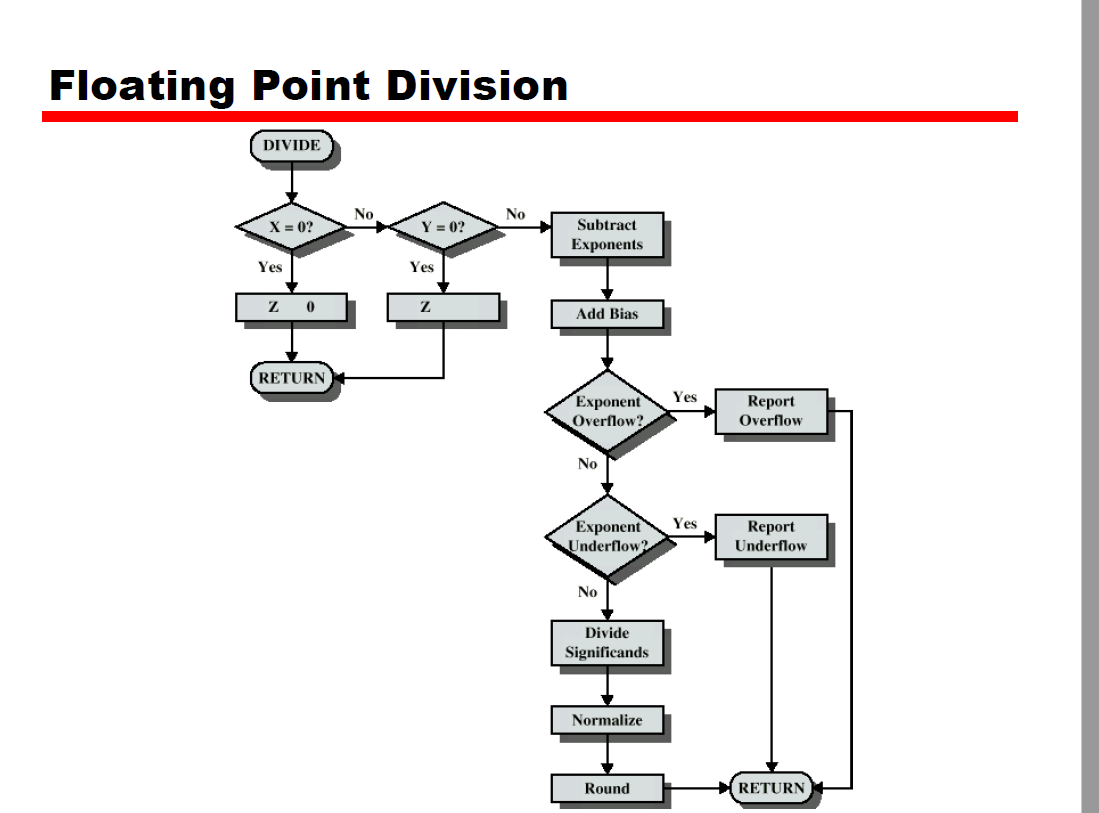 Floating Point Division
DIVIDE
X = 0?
No
Y = 0?
No
Subtract
Exponents
Yes
Yes
Z 0
Z
Add Bias
RETURN
Exponent
Overflow?
Yes
Report
Overflow
No
Exponent
Underflow?
Yes
Report
Underflow
No
Divide
Significands
Normalize
Round
RETURN